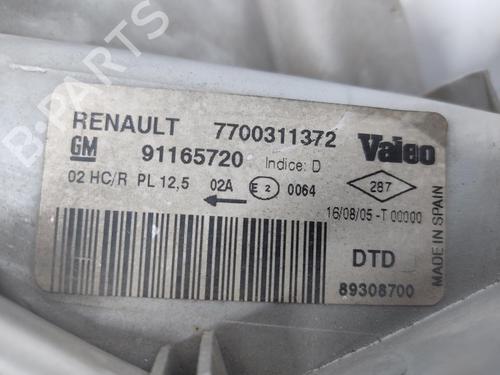 B-PARTS
RENAULT 7700311372 Valeo
GM 91165720 Indice: D
02 HC/R PL 12,5 02A E 2 0064 287
16/08/05 -T 00000
DTD
89308700
MADE IN SPAIN